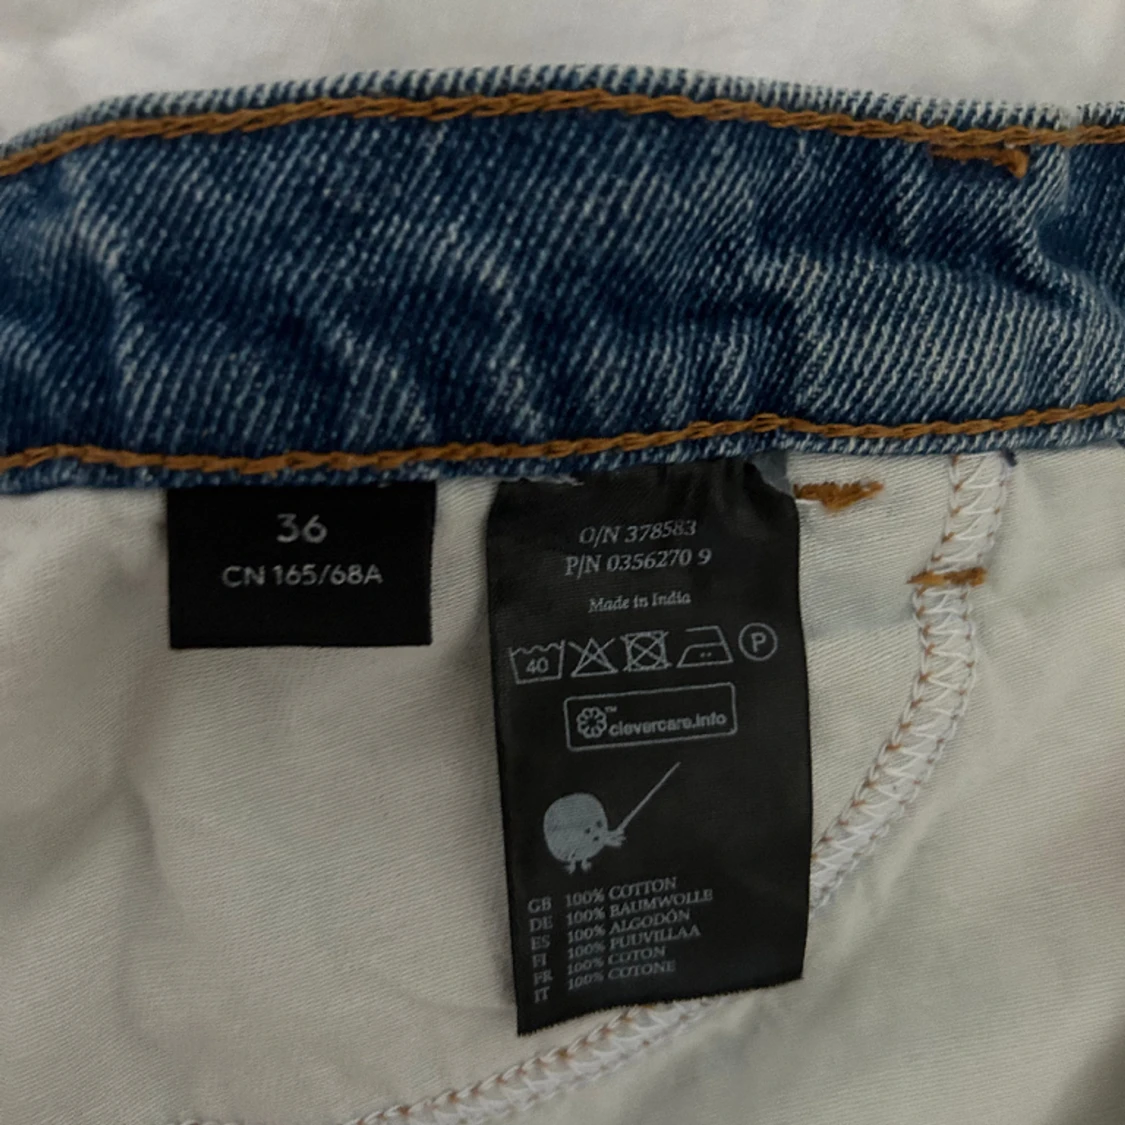 36
CN 165/68A
O/N 378583
P/N 0356270 9
Made in India
40
P
™
clevercare.info
GB 100% COTTON
DE 100% BAUMWOLLE
ES 100% ALGODÓN
FI 100% PUUVILLAA
FR 100% COTON
IT 100% COTONE